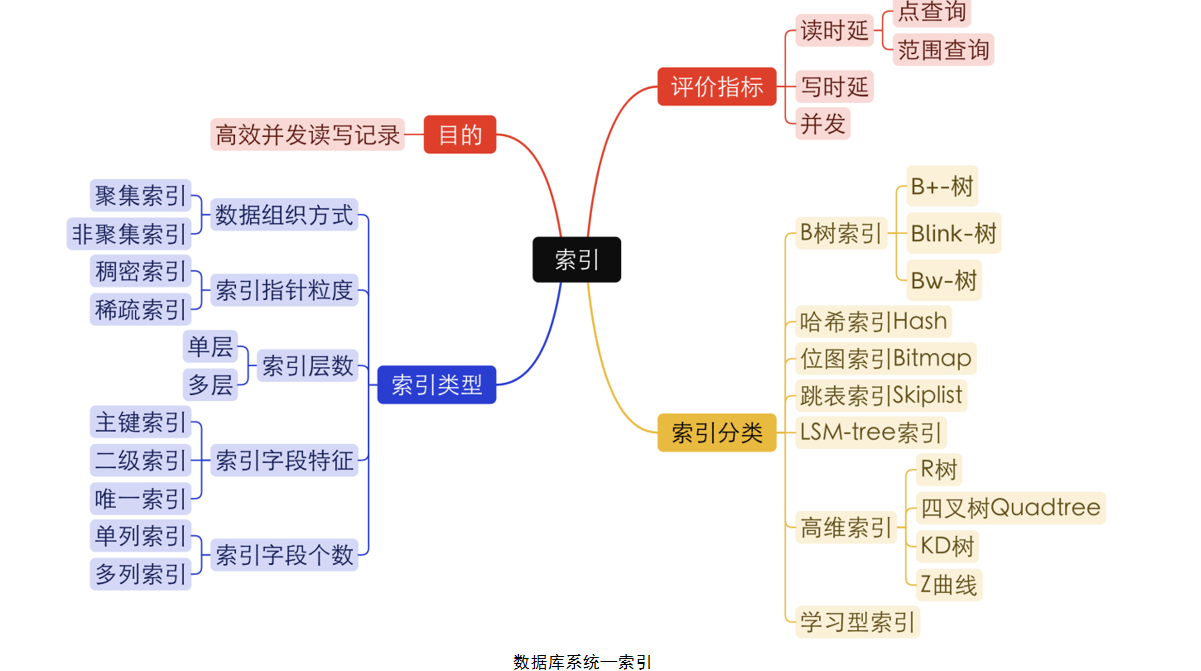 索引
目的
高效并发读写记录
评价指标
读时延
点查询
范围查询
写时延
并发
索引类型
数据组织方式
聚集索引
非聚集索引
索引指针粒度
稠密索引
稀疏索引
索引层数
单层
多层
索引字段特征
主键索引
二级索引
唯一索引
索引字段个数
单列索引
多列索引
索引分类
B树索引
B+-树
Blink-树
Bw-树
哈希索引Hash
位图索引Bitmap
跳表索引Skiplist
LSM-tree索引
高维索引
R树
四叉树Quadtree
KD树
Z曲线
学习型索引
数据库系统—索引